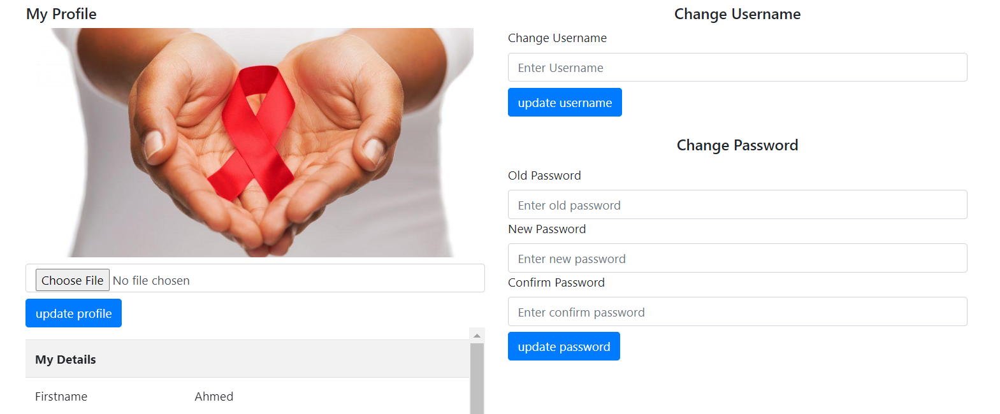 My Profile
Choose File No file chosen
update profile
My Details
Firstname Ahmed
Change Username
Change Username
Enter Username
update username
Change Password
Old Password
Enter old password
New Password
Enter new password
Confirm Password
Enter confirm password
update password